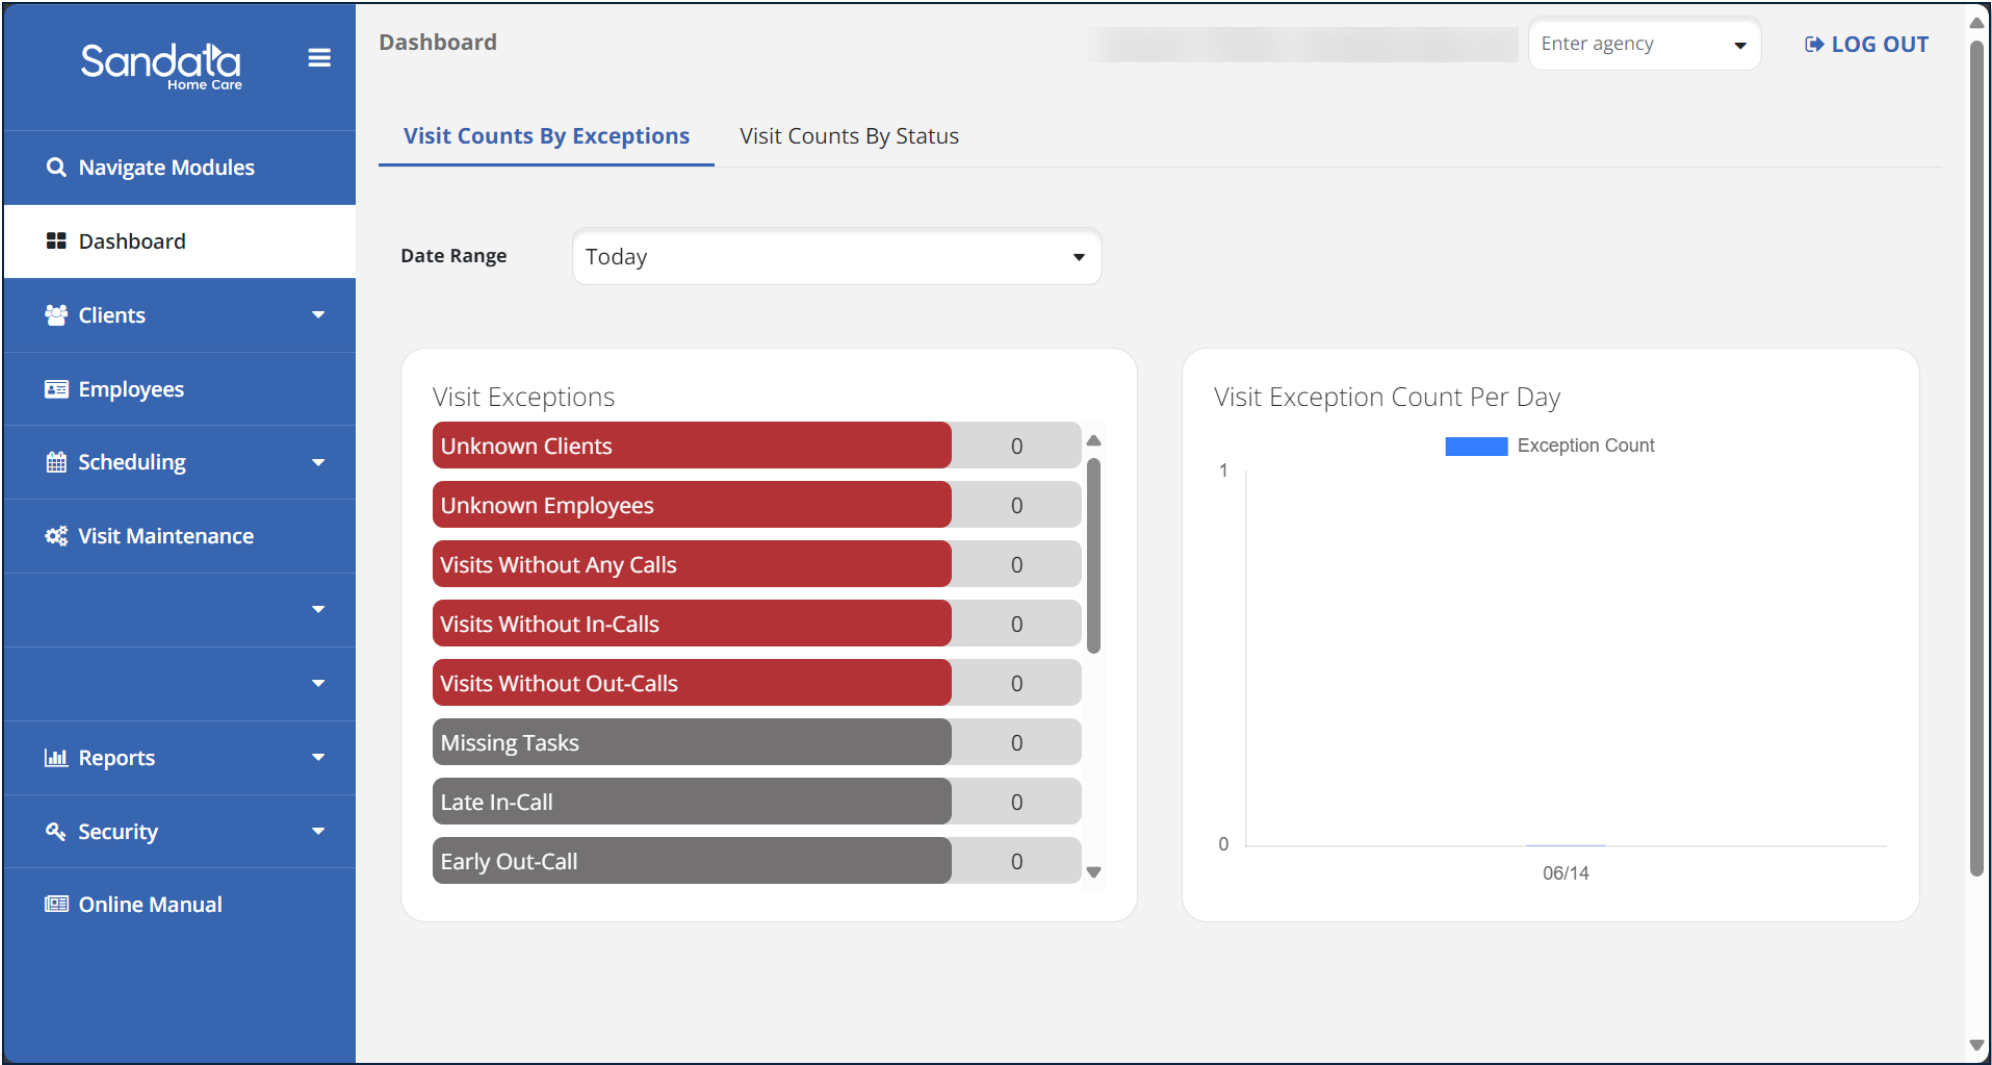 Sandata
Home Care
Navigate Modules
Dashboard
Clients
Employees
Scheduling
Visit Maintenance
Reports
Security
Online Manual
Dashboard
Enter agency
LOG OUT
Visit Counts By Exceptions
Visit Counts By Status
Date Range
Today
Visit Exceptions
Unknown Clients 0
Unknown Employees 0
Visits Without Any Calls 0
Visits Without In-Calls 0
Visits Without Out-Calls 0
Missing Tasks 0
Late In-Call 0
Early Out-Call 0
Visit Exception Count Per Day
Exception Count
1
0
06/14